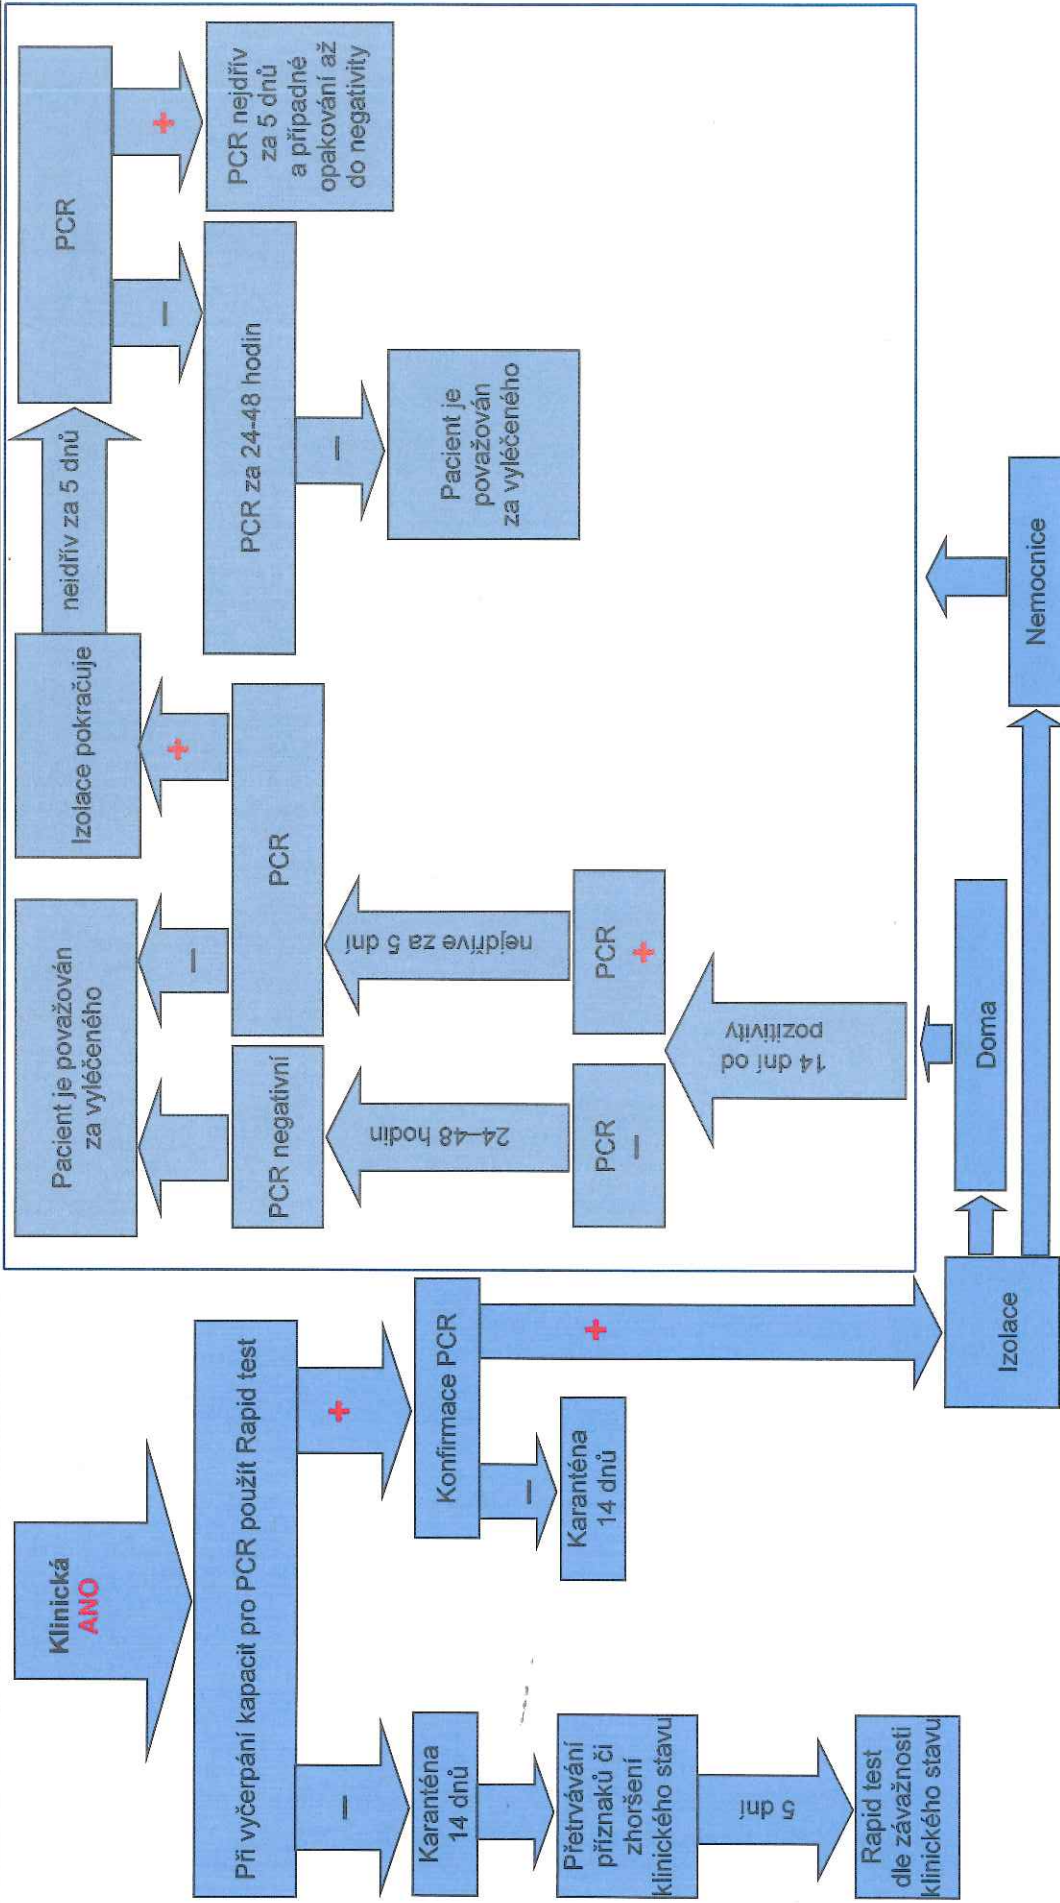 Klinická
ANO
Při vyčerpání kapacit pro PCR použít Rapid test
–
+
Karanténa
14 dnů
Konfirmace PCR
–
+
Přetrvávání
příznaků či
zhoršení
klinického stavu
Karanténa
14 dnů
5 dní
Rapid test
dle závažnosti
klinického stavu
Izolace
Doma
Nemocnice
14 dní od
pozitivity
PCR
–
PCR
+
24–48 hodin
nejdříve za 5 dní
PCR negativní
PCR
–
+
Pacient je považován
za vyléčeného
Izolace pokračuje
nejdřív za 5 dnů
PCR
–
+
PCR za 24-48 hodin
PCR nejdřív
za 5 dnů
a případné
opakování až
do negativity
–
Pacient je
považován
za vyléčeného